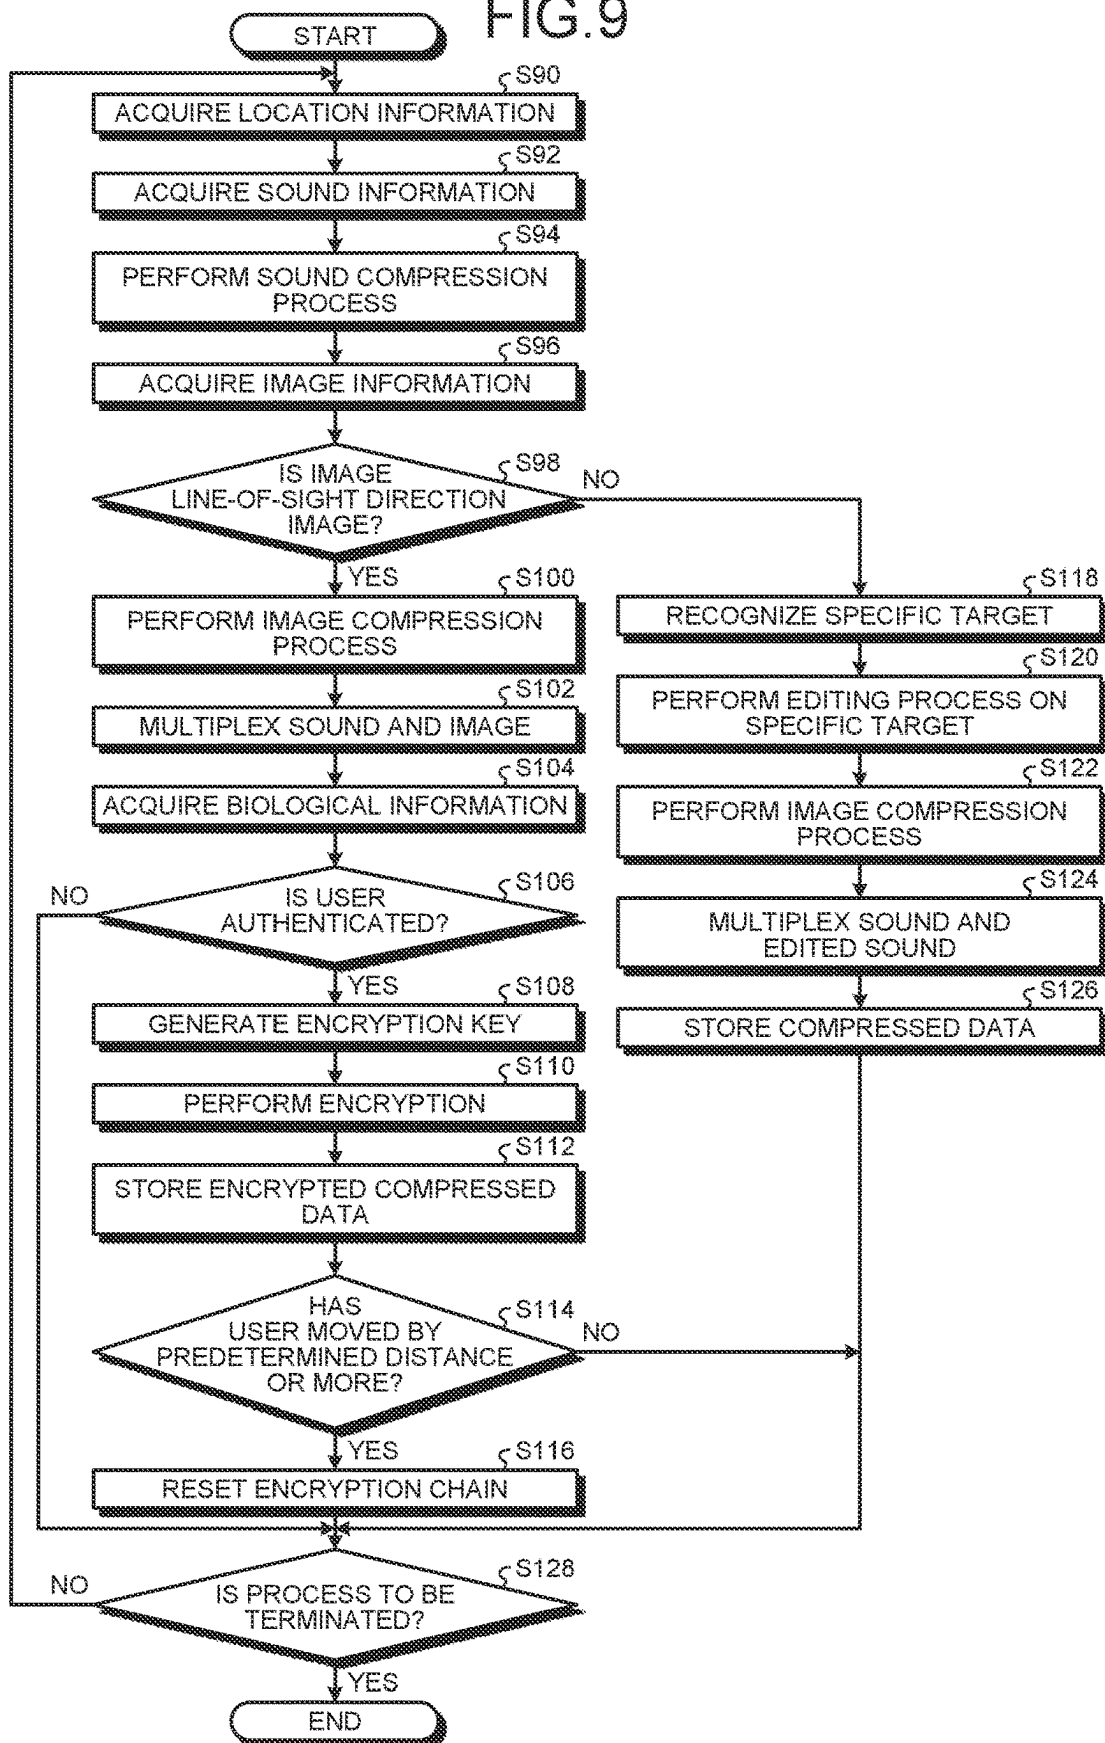 FIG.9
START
S90
ACQUIRE LOCATION INFORMATION
S92
ACQUIRE SOUND INFORMATION
S94
PERFORM SOUND COMPRESSION
PROCESS
S96
ACQUIRE IMAGE INFORMATION
S98
IS IMAGE
LINE-OF-SIGHT DIRECTION
IMAGE?
NO
YES
S100
PERFORM IMAGE COMPRESSION
PROCESS
S102
MULTIPLEX SOUND AND IMAGE
S104
ACQUIRE BIOLOGICAL INFORMATION
S106
IS USER
AUTHENTICATED?
NO
YES
S108
GENERATE ENCRYPTION KEY
S110
PERFORM ENCRYPTION
S112
STORE ENCRYPTED COMPRESSED
DATA
S114
HAS
USER MOVED BY
PREDETERMINED DISTANCE
OR MORE?
NO
YES
S116
RESET ENCRYPTION CHAIN
S118
RECOGNIZE SPECIFIC TARGET
S120
PERFORM EDITING PROCESS ON
SPECIFIC TARGET
S122
PERFORM IMAGE COMPRESSION
PROCESS
S124
MULTIPLEX SOUND AND
EDITED SOUND
S126
STORE COMPRESSED DATA
S128
IS PROCESS TO BE
TERMINATED?
NO
YES
END